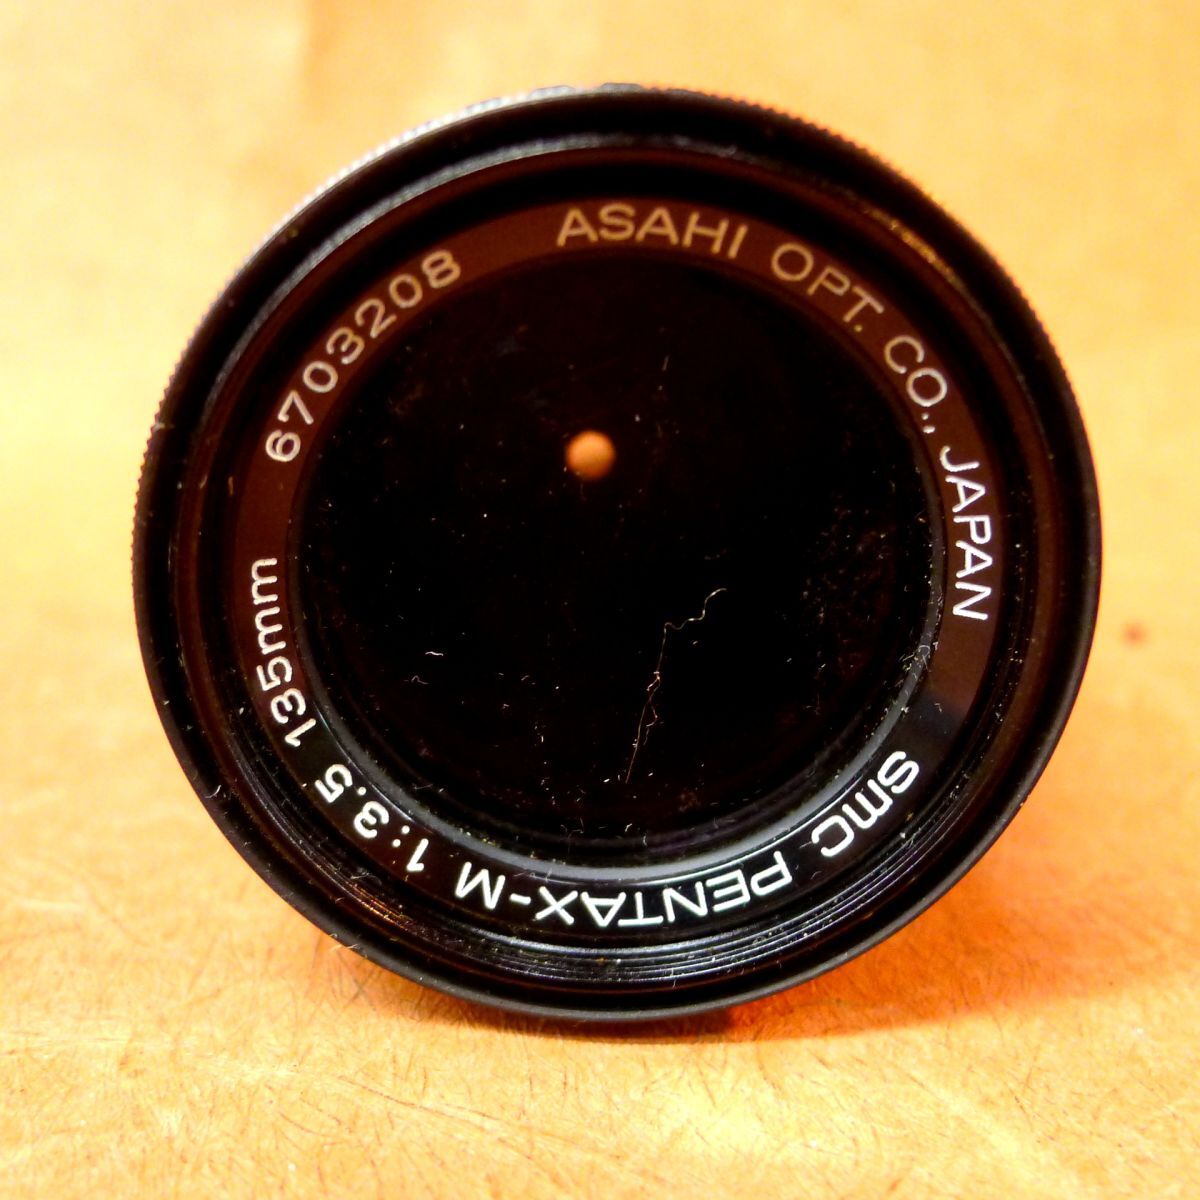 smc PENTAX-M 1:3.5 135mm
6703208
ASAHI OPT. CO., JAPAN